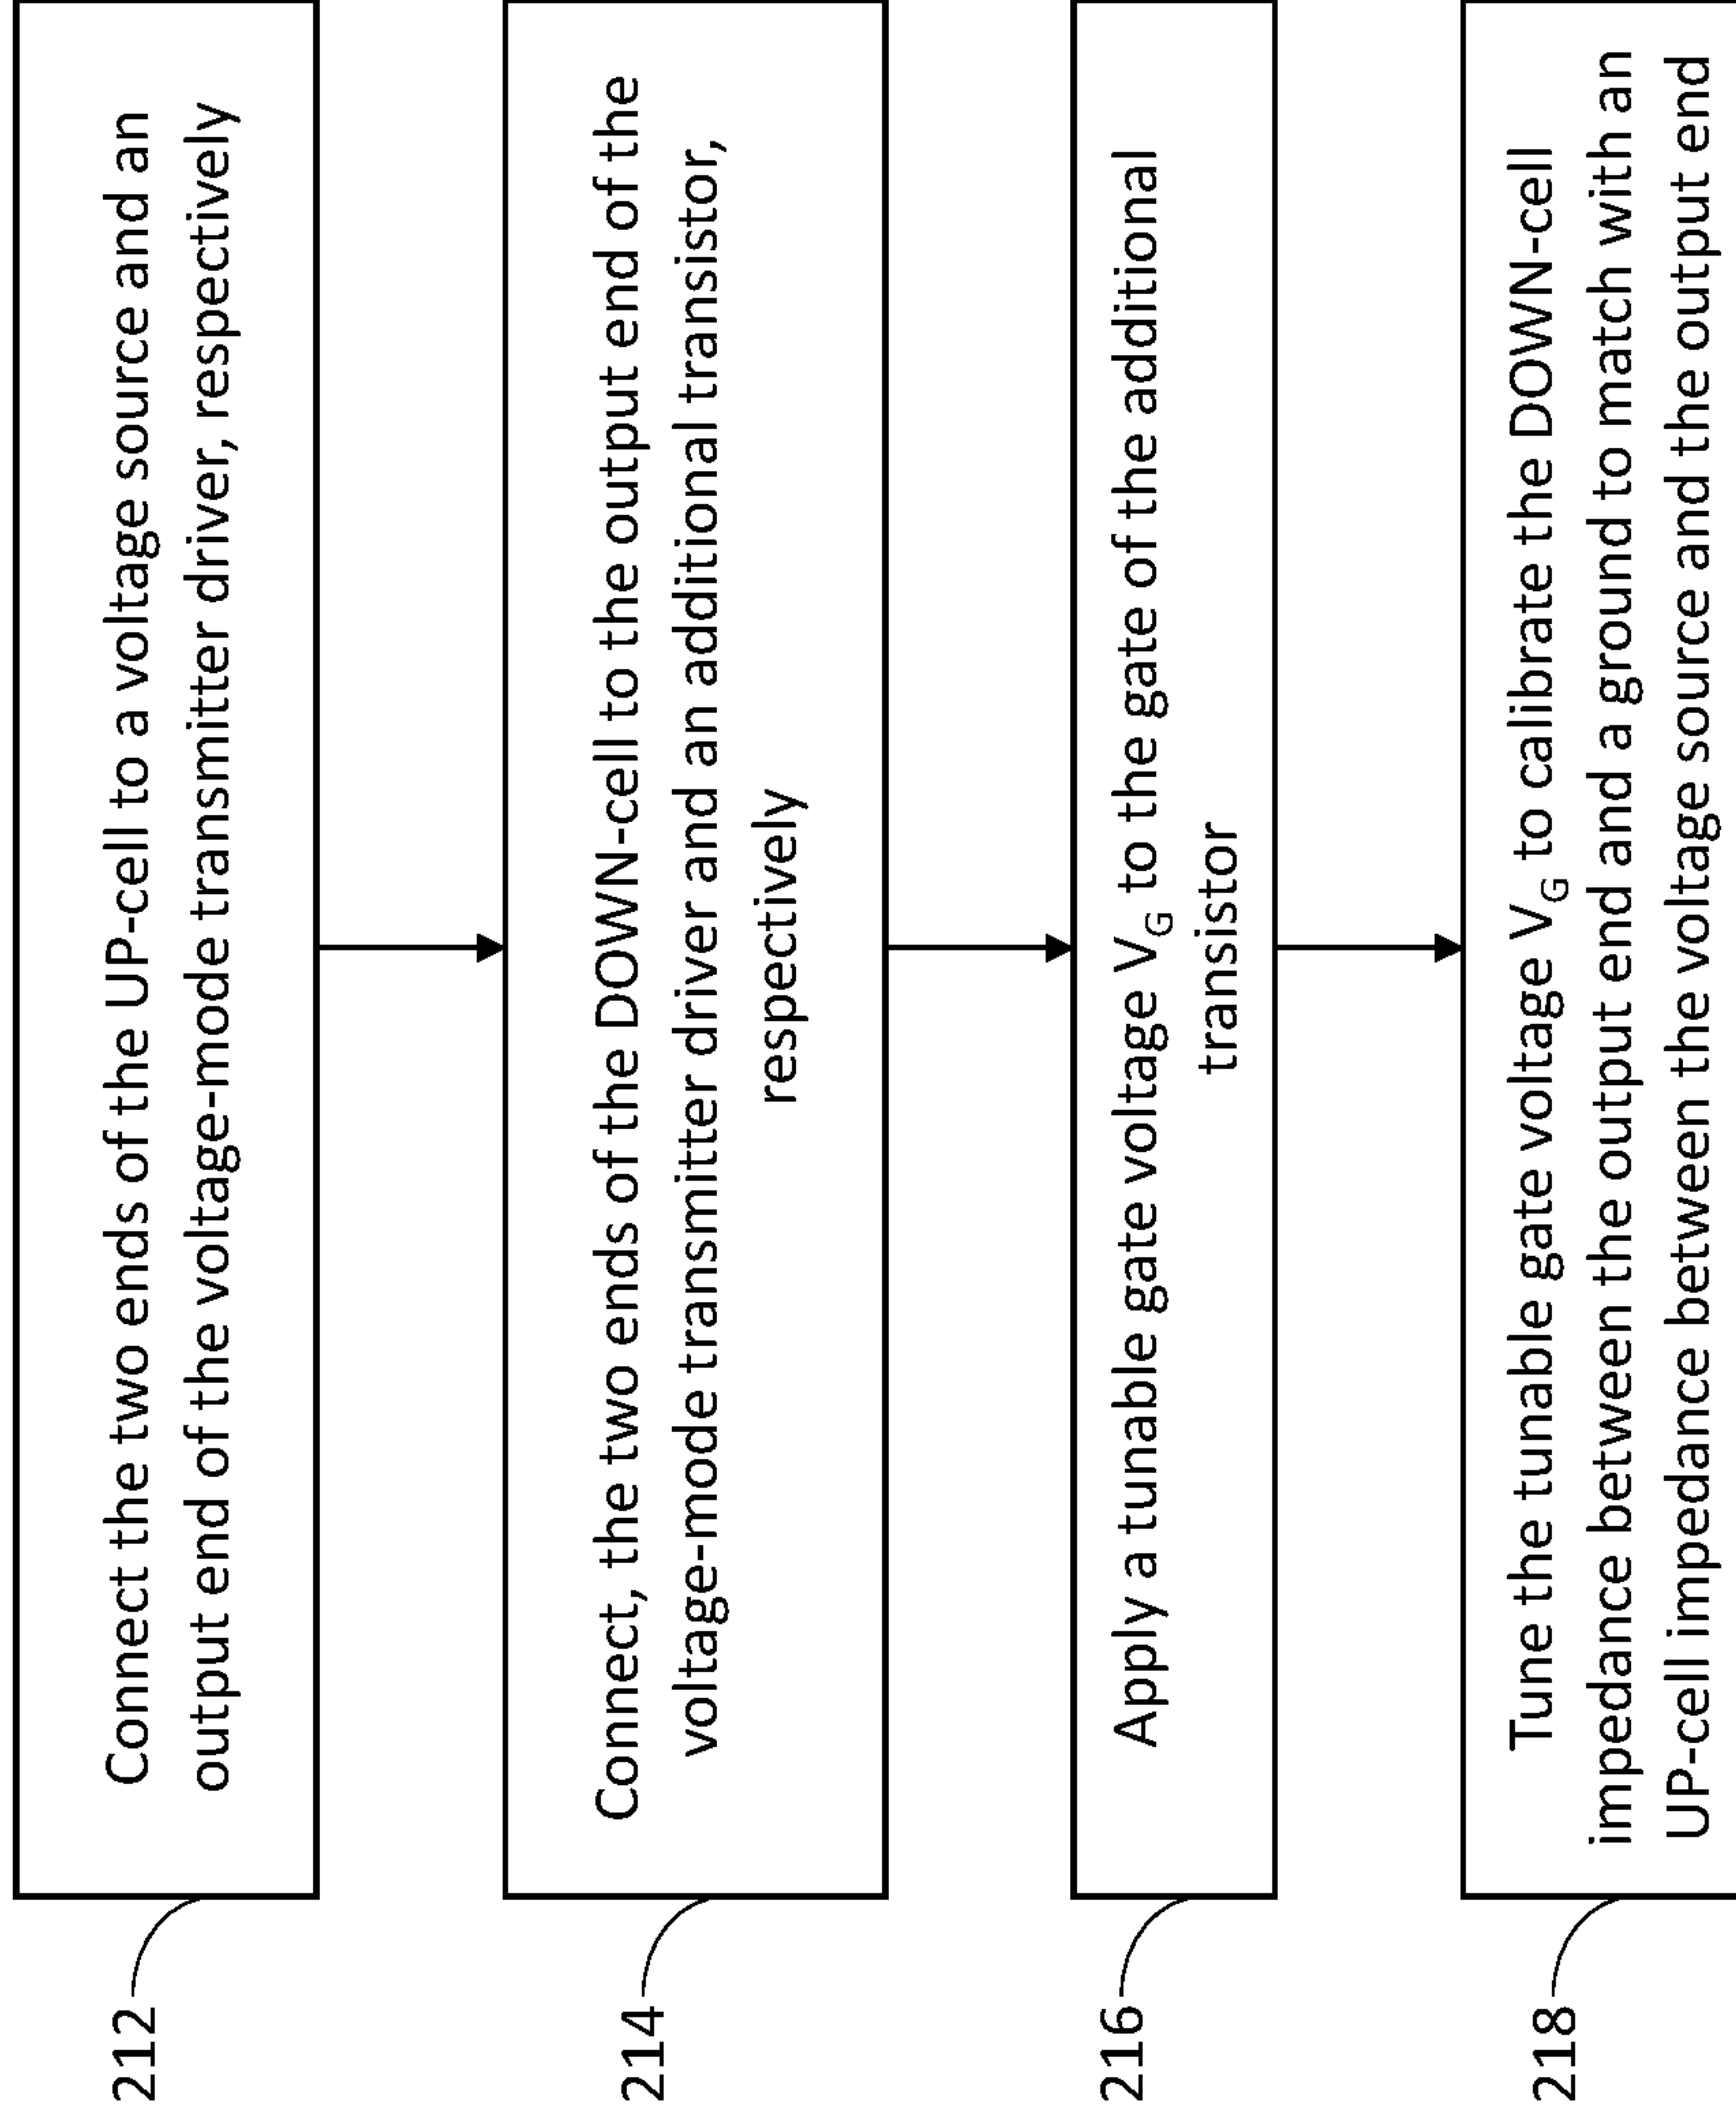 212
Connect the two ends of the UP-cell to a voltage source and an
output end of the voltage-mode transmitter driver, respectively
214
Connect, the two ends of the DOWN-cell to the output end of the
voltage-mode transmitter driver and an additional transistor,
respectively
216
Apply a tunable gate voltage VG to the gate of the additional
transistor
218
Tune the tunable gate voltage VG to calibrate the DOWN-cell
impedance between the output end and a ground to match with an
UP-cell impedance between the voltage source and the output end